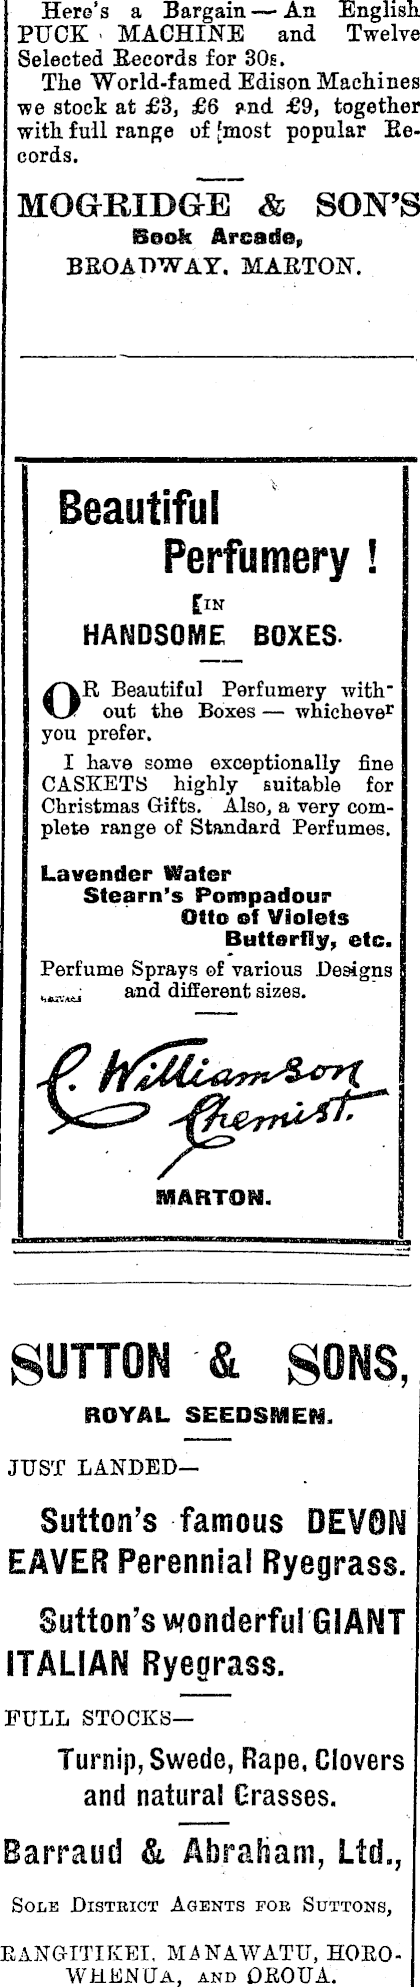 Here's a Bargain — An English
PUCK MACHINE and Twelve
Selected Records for 30s.
The World-famed Edison Machines
we stock at £3, £6 and £9, together
with full range of most popular Re-
cords.
MOGRIDGE & SON'S
Book Arcade,
BROADWAY. MARTON.
Beautiful
Perfumery !
IN
HANDSOME BOXES.
OR Beautiful Perfumery with-
out the Boxes — whichever
you prefer.
I have some exceptionally fine
CASKETS highly suitable for
Christmas Gifts. Also, a very com-
plete range of Standard Perfumes.
Lavender Water
Stearn's Pompadour
Otto of Violets
Butterfly, etc.
Perfume Sprays of various Designs
and different sizes.
C. Williamson
Chemist.
MARTON.
SUTTON & SONS,
ROYAL SEEDSMEN.
JUST LANDED—
Sutton's famous DEVON
EAVER Perennial Ryegrass.
Sutton's wonderful GIANT
ITALIAN Ryegrass.
FULL STOCKS—
Turnip, Swede, Rape, Clovers
and natural Grasses.
Barraud & Abraham, Ltd.,
SOLE DISTRICT AGENTS FOR SUTTONS,
RANGITIKEI, MANAWATU, HORO-
WHENUA, AND OROUA.